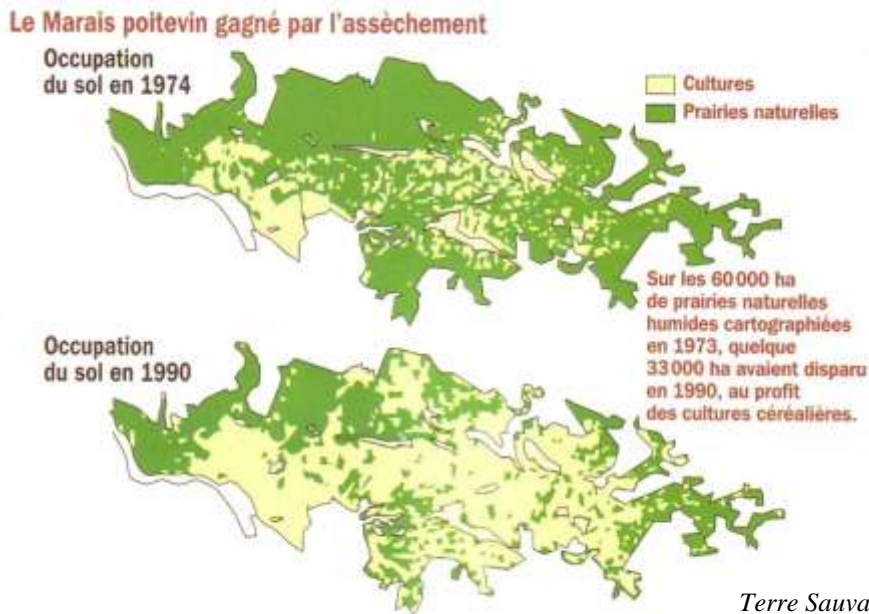 Le Marais poitevin gagné par l'assèchement
Occupation
du sol en 1974
Cultures
Prairies naturelles
Sur les 60 000 ha
de prairies naturelles
humides cartographiées
en 1973, quelque
33 000 ha avaient disparu
en 1990, au profit
des cultures céréalières.
Occupation
du sol en 1990
Terre Sauva